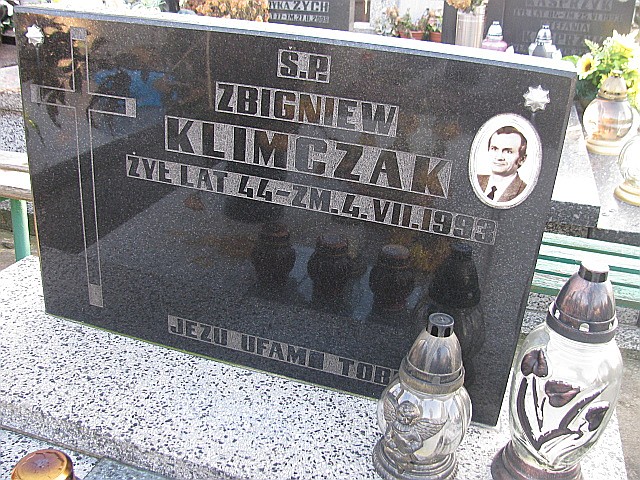 Ś.P.
ZBIGNIEW
KLIMCZAK
ŻYŁ LAT 44-ZM.4.VII.1993
JEZU UFAM TOBIE